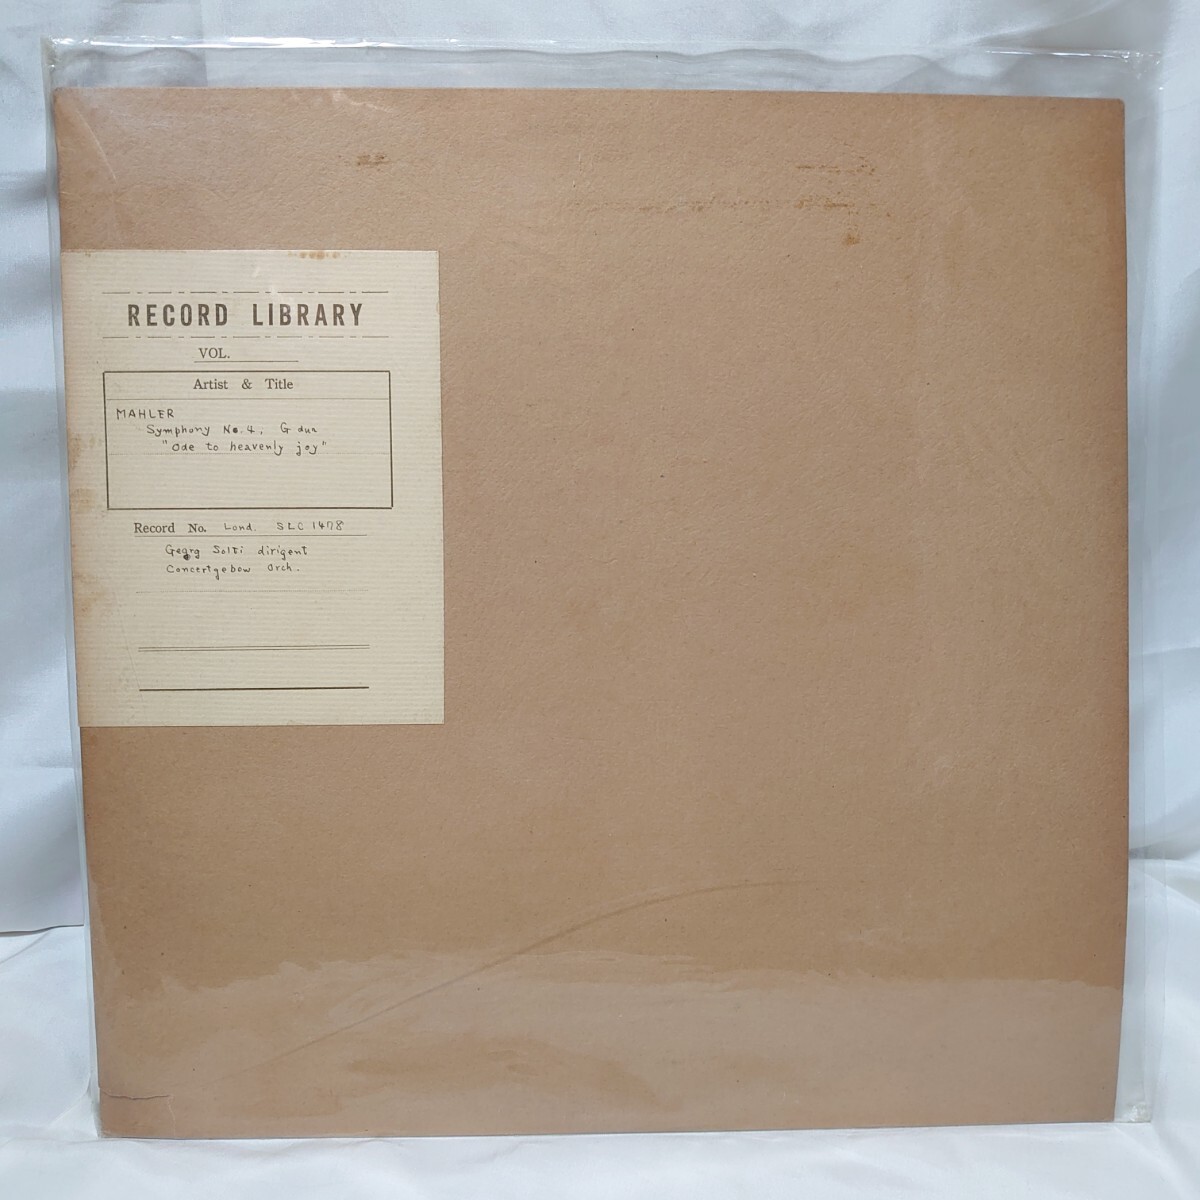 RECORD LIBRARY
VOL.
Artist & Title
MAHLER
Symphony No. 4, G dur
"Ode to heavenly joy"
Record No. Lond. SLC 1478
Georg Solti dirigent
Concertgebow Orch.